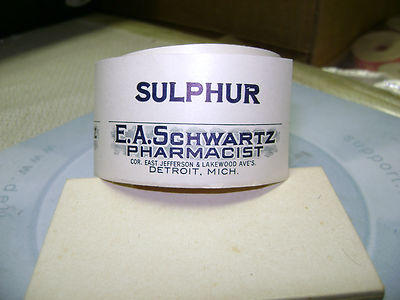 SULPHUR
E.A.SCHWARTZ
PHARMACIST
COR. EAST JEFFERSON & LAKEWOOD AVE'S.
DETROIT, MICH.